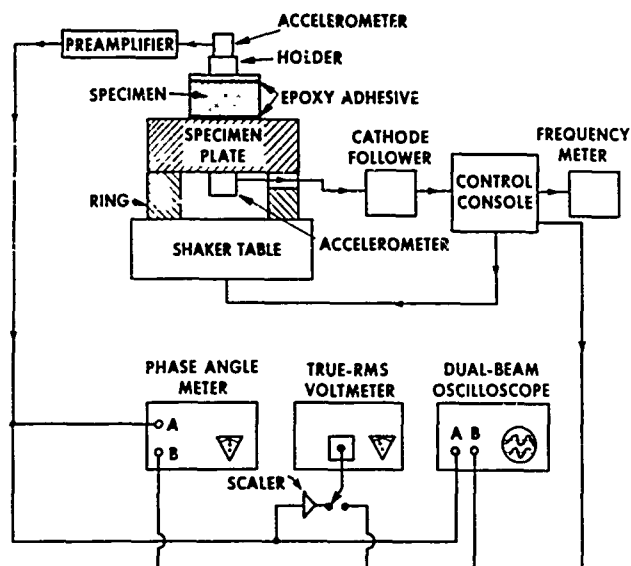 ACCELEROMETER
PREAMPLIFIER
HOLDER
SPECIMEN
EPOXY ADHESIVE
SPECIMEN
PLATE
CATHODE
FOLLOWER
FREQUENCY
METER
CONTROL
CONSOLE
RING
ACCELEROMETER
SHAKER TABLE
PHASE ANGLE
METER
TRUE-RMS
VOLTMETER
DUAL-BEAM
OSCILLOSCOPE
A
B
A B
SCALER